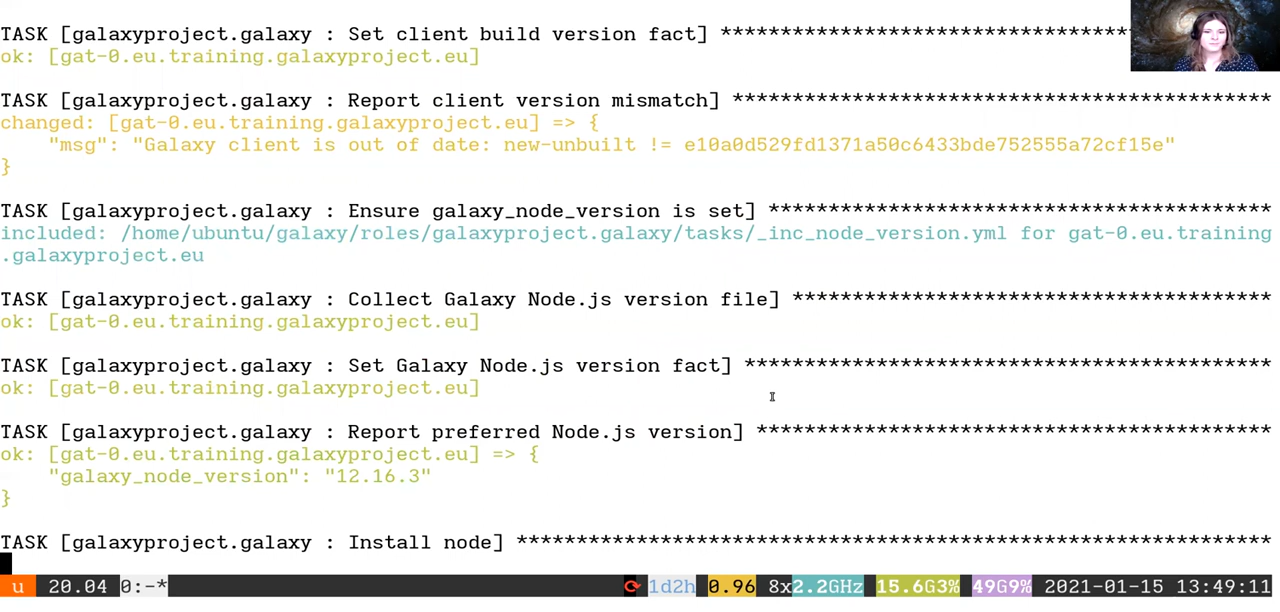 TASK [galaxyproject.galaxy : Set client build version fact] **********************************
ok: [gat-0.eu.training.galaxyproject.eu]
TASK [galaxyproject.galaxy : Report client version mismatch] *********************************************
changed: [gat-0.eu.training.galaxyproject.eu] => {
    "msg": "Galaxy client is out of date: new-unbuilt != e10a0d529fd1371a50c6433bde752555a72cf15e"
}
TASK [galaxyproject.galaxy : Ensure galaxy_node_version is set] ******************************************
included: /home/ubuntu/galaxy/roles/galaxyproject.galaxy/tasks/_inc_node_version.yml for gat-0.eu.training
.galaxyproject.eu
TASK [galaxyproject.galaxy : Collect Galaxy Node.js version file] ****************************************
ok: [gat-0.eu.training.galaxyproject.eu]
TASK [galaxyproject.galaxy : Set Galaxy Node.js version fact] ********************************************
ok: [gat-0.eu.training.galaxyproject.eu]
TASK [galaxyproject.galaxy : Report preferred Node.js version] *******************************************
ok: [gat-0.eu.training.galaxyproject.eu] => {
    "galaxy_node_version": "12.16.3"
}
TASK [galaxyproject.galaxy : Install node] ***************************************************************
u 20.04 0:-* ⟳ 1d2h 0.96 8x2.2GHz 15.6G3% 49G9% 2021-01-15 13:49:11